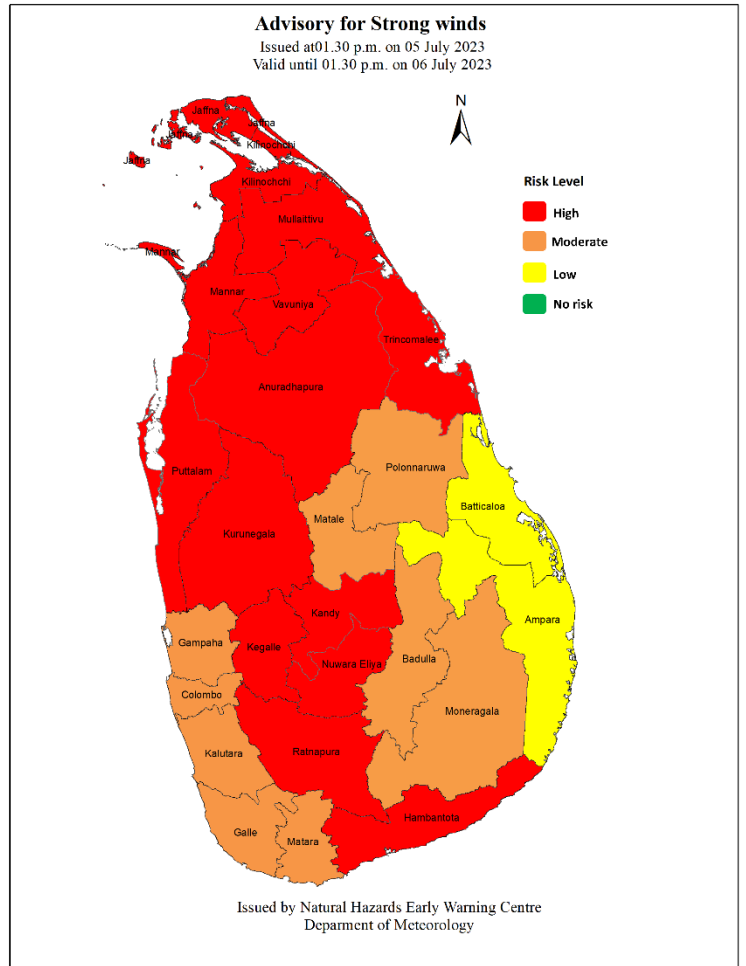 Advisory for Strong winds
Issued at01.30 p.m. on 05 July 2023
Valid until 01.30 p.m. on 06 July 2023
N
Jaffna
Jaffna
Jaffna
Kilinochchi
Jaffna
Kilinochchi
Risk Level
High
Mullaittivu
Moderate
Mannar
Low
Mannar
Vavuniya
No risk
Trincomalee
Anuradhapura
Polonnaruwa
Puttalam
Batticaloa
Matale
Kurunegala
Kandy
Ampara
Gampaha
Kegalle
Nuwara Eliya
Badulla
Colombo
Moneragala
Kalutara
Ratnapura
Hambantota
Galle
Matara
Issued by Natural Hazards Early Warning Centre
Deparment of Meteorology